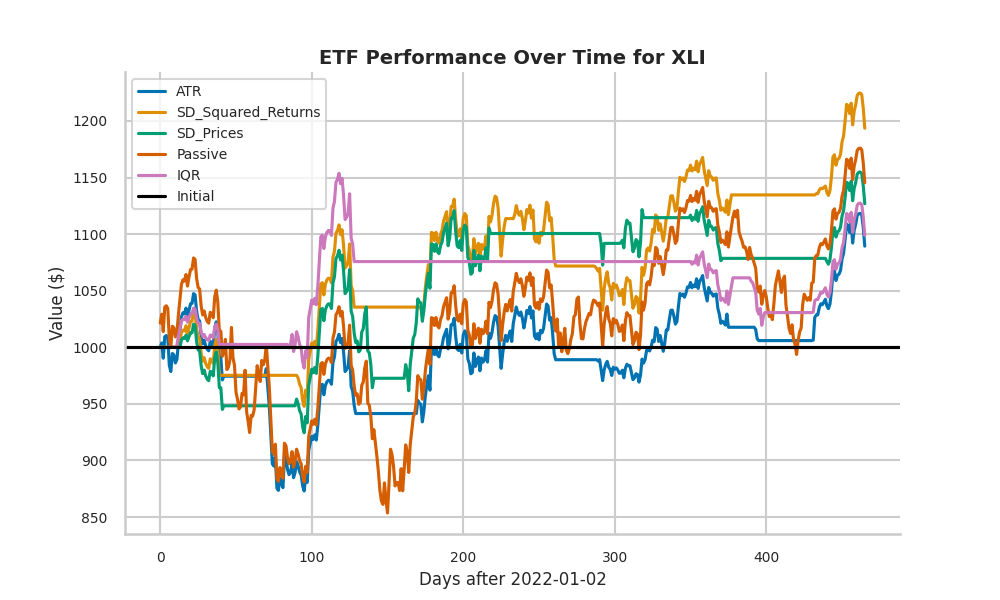 ETF Performance Over Time for XLI
ATR
SD_Squared_Returns
SD_Prices
Passive
IQR
Initial
Value ($)
1200
1150
1100
1050
1000
950
900
850
0 100 200 300 400
Days after 2022-01-02